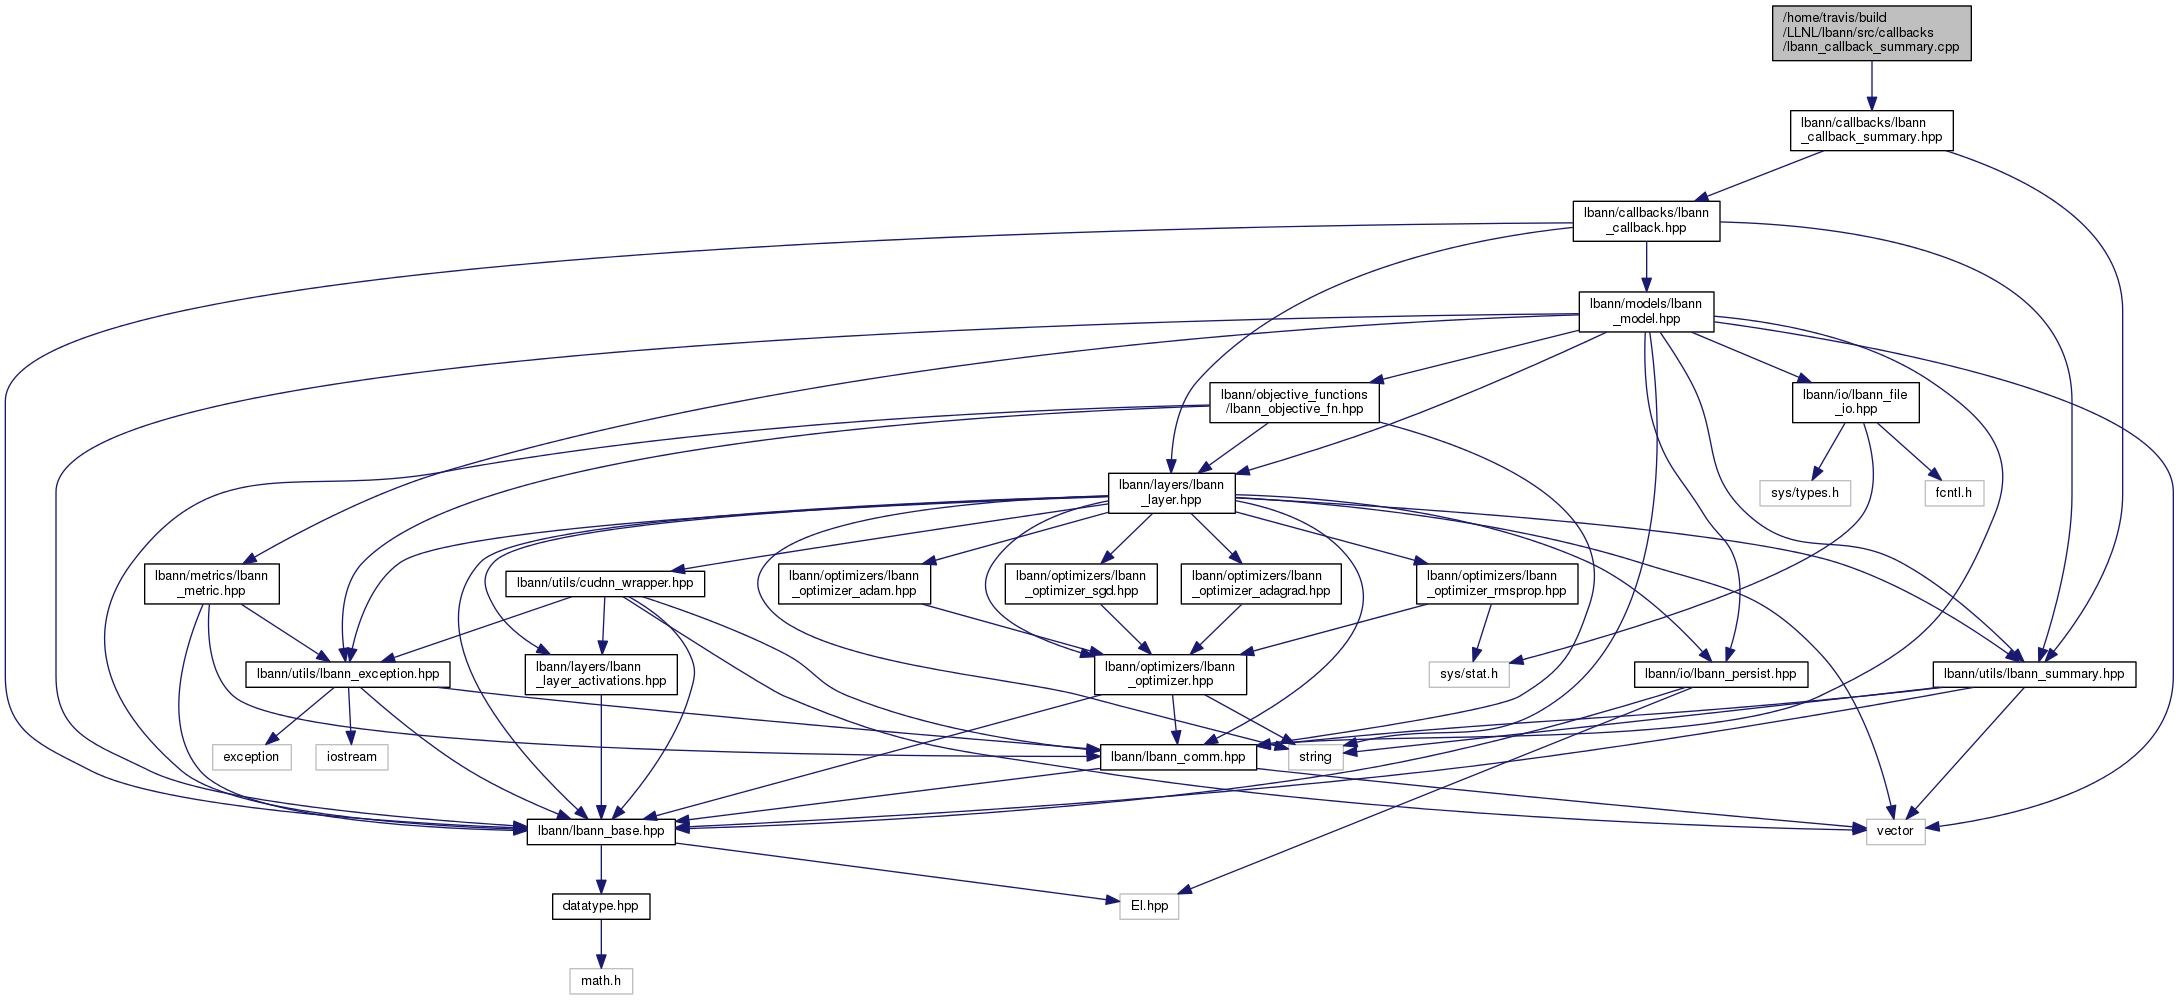 /home/travis/build
/LLNL/lbann/src/callbacks
/lbann_callback_summary.cpp
lbann/callbacks/lbann
_callback_summary.hpp
lbann/callbacks/lbann
_callback.hpp
lbann/models/lbann
_model.hpp
lbann/objective_functions
/lbann_objective_fn.hpp
lbann/io/lbann_file
_io.hpp
lbann/layers/lbann
_layer.hpp
sys/types.h
fcntl.h
lbann/metrics/lbann
_metric.hpp
lbann/utils/cudnn_wrapper.hpp
lbann/optimizers/lbann
_optimizer_adam.hpp
lbann/optimizers/lbann
_optimizer_sgd.hpp
lbann/optimizers/lbann
_optimizer_adagrad.hpp
lbann/optimizers/lbann
_optimizer_rmsprop.hpp
lbann/utils/lbann_exception.hpp
lbann/layers/lbann
_layer_activations.hpp
lbann/optimizers/lbann
_optimizer.hpp
sys/stat.h
lbann/io/lbann_persist.hpp
lbann/utils/lbann_summary.hpp
exception
iostream
lbann/lbann_comm.hpp
string
lbann/lbann_base.hpp
vector
datatype.hpp
El.hpp
math.h